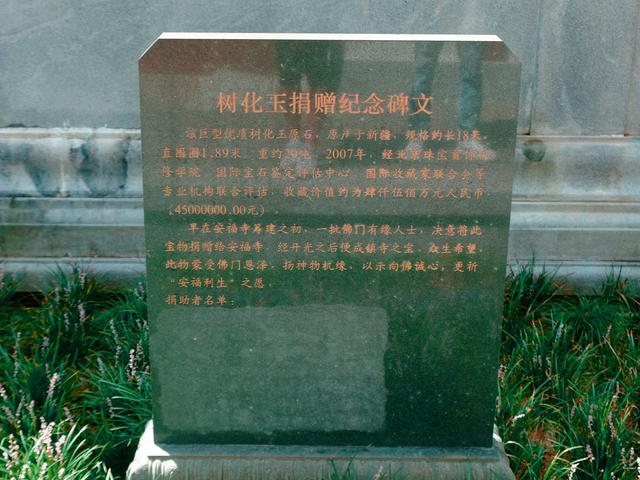 树化玉捐赠纪念碑文
该巨型优质树化玉原石，原产于新疆，规格约长18米，
直围圈1.89米 重约 吨 2007年，经北京珠宝首饰
修学院 国际宝石鉴定评估中心 国际收藏家联合会等
专业机构联合评估，收藏价值约为肆仟伍佰万元人民币
（45000000.00元）
早在安福寺筹建之初，一批佛门有缘人士，决意将此
宝物捐赠给安福寺，经开光之后便成镇寺之宝。众生希望，
此物蒙受佛门恩泽，扬神物机缘，以示向佛诚心，更祈
“安福利生”之愿。
捐助者名单：